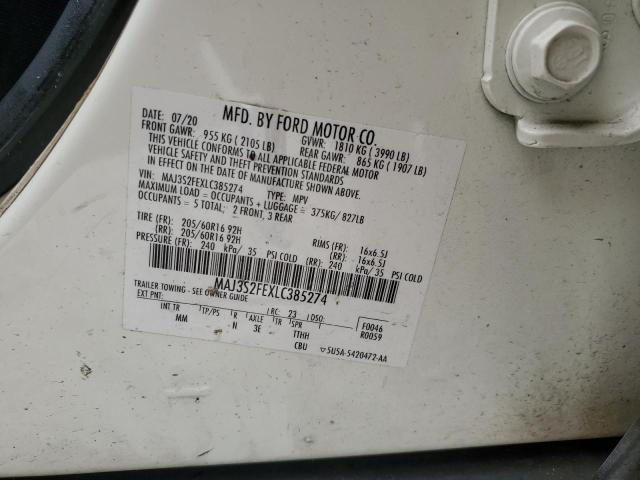 MFD. BY FORD MOTOR CO.
DATE: 07/20 GVWR: 1810 KG ( 3990 LB)
FRONT GAWR: 955 KG ( 2105 LB) REAR GAWR: 865 KG ( 1907 LB)
THIS VEHICLE CONFORMS TO ALL APPLICABLE FEDERAL MOTOR
VEHICLE SAFETY AND THEFT PREVENTION STANDARDS
IN EFFECT ON THE DATE OF MANUFACTURE SHOWN ABOVE.
VIN: MAJ3S2FEXLC385274 TYPE: MPV
MAXIMUM LOAD = OCCUPANTS + LUGGAGE = 375KG/ 827LB
OCCUPANTS : 5 TOTAL: 2 FRONT, 3 REAR
TIRE (FR): 205/60R16 92H RIMS (FR): 16x6.5J
(RR): 205/60R16 92H (RR): 16x6.5J
PRESSURE (FR): 240 kPa/ 35 PSI COLD (RR): 240 kPa/ 35 PSI COLD
MAJ3S2FEXLC385274
TRAILER TOWING - SEE OWNER GUIDE
EXT PNT: RC: 23 DSO: F0046
INT TR TP/PS R AXLE TR SPR R0059
MM N 3E TTHH
CBU ▽5U5A-5420472-AA